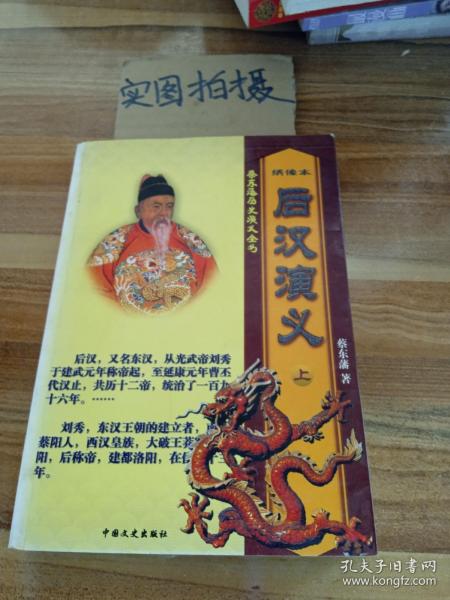 实图拍摄
绣像本
蔡东藩历史演义全书
后汉演义
上
蔡东藩 著
后汉，又名东汉，从光武帝刘秀
于建武元年称帝起，至延康元年曹丕
代汉止，共历十二帝，统治了一百九
十六年。……
刘秀，东汉王朝的建立者，
蔡阳人，西汉皇族，大破王莽
阳，后称帝，建都洛阳，在位
年。
中国文史出版社
孔夫子旧书网
www.kongfz.com